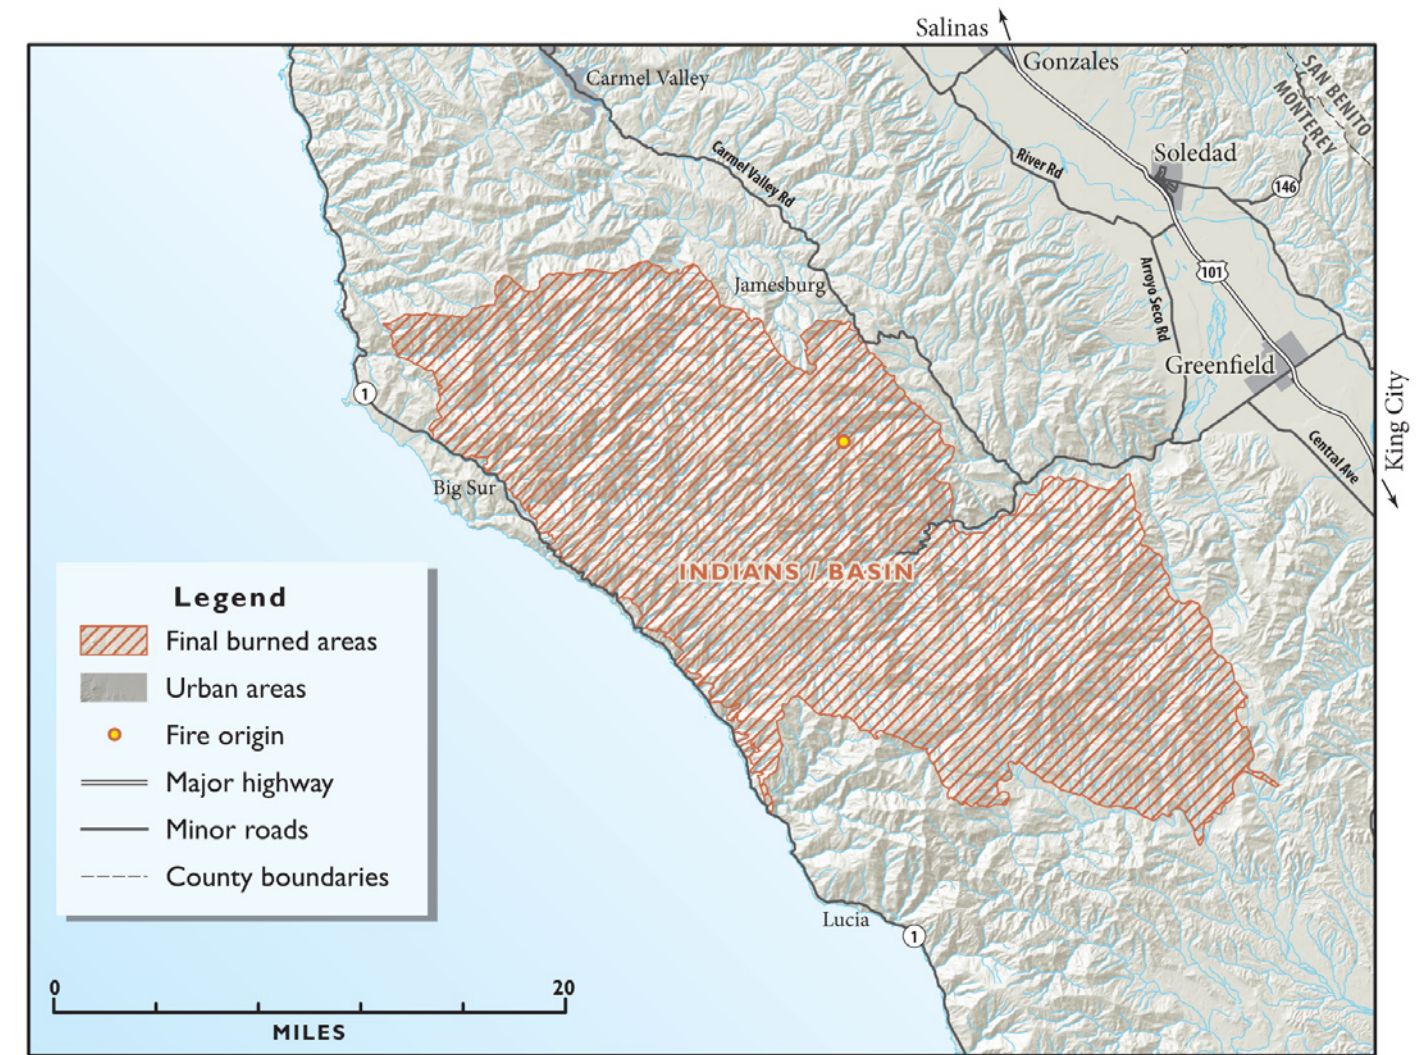 Salinas
Gonzales
Carmel Valley
SAN BENITO
MONTEREY
Carmel Valley Rd
River Rd
Soledad
146
101
Jamesburg
Arroyo Seco Rd
Greenfield
King City
1
Central Ave
Big Sur
INDIANS / BASIN
Legend
Final burned areas
Urban areas
Fire origin
Major highway
Minor roads
County boundaries
Lucia
1
0 20
MILES